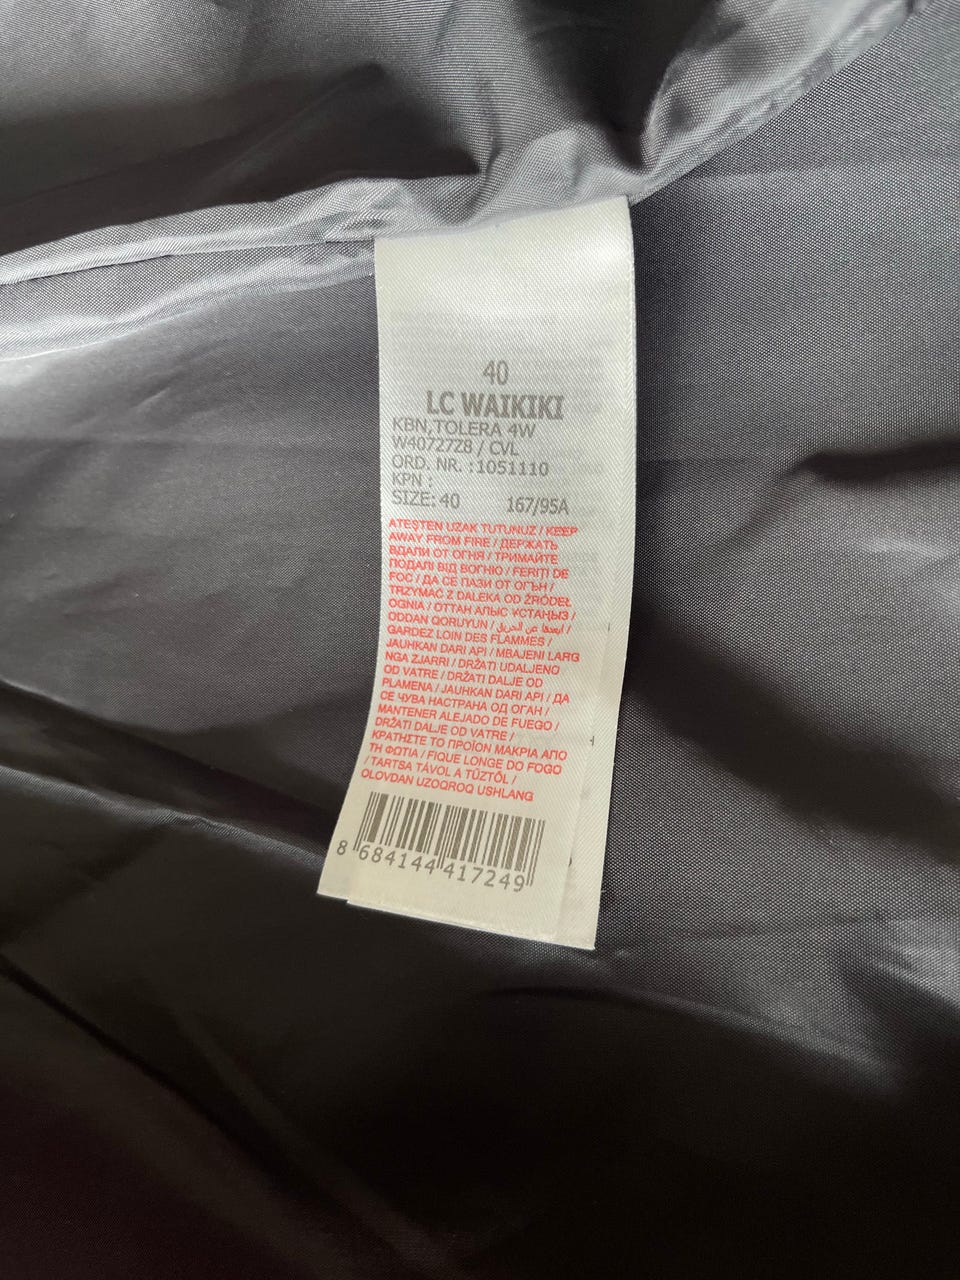 40
LC WAIKIKI
KBN,TOLERA 4W
W40727Z8 / CVL
ORD. NR. :1051110
KPN :
SIZE: 40 167/95A
ATEŞTEN UZAK TUTUNUZ / KEEP
AWAY FROM FIRE / ДЕРЖАТЬ
ВДАЛИ ОТ ОГНЯ / ТРИМАЙТЕ
ПОДАЛІ ВІД ВОГНЮ / FERIȚI DE
FOC / ДА СЕ ПАЗИ ОТ ОГЪН /
TRZYMAĆ Z DALEKA OD ŹRÓDEŁ
OGNIA / ОТТАН АЛЫС ҰСТАҢЫЗ /
ODDAN QORUYUN / ابعدها عن الحريق /
GARDEZ LOIN DES FLAMMES /
JAUHKAN DARI API / MBAJENI LARG
NGA ZJARRI / DRŽATI UDALJENO
OD VATRE / DRŽATI DALJE OD
PLAMENA / JAUHKAN DARI API / ДА
СЕ ЧУВА НАСТРАНА ОД ОГАН /
MANTENER ALEJADO DE FUEGO /
DRŽATI DALJE OD VATRE /
ΚΡΑΤΗΣΤΕ ΤΟ ΠΡΟΪΟΝ ΜΑΚΡΙΑ ΑΠΟ
ΤΗ ΦΩΤΙΑ / FIQUE LONGE DO FOGO
/ TARTSA TÁVOL A TŰZTŐL /
OLOVDAN UZOQROQ USHLANG
8 684144 417249